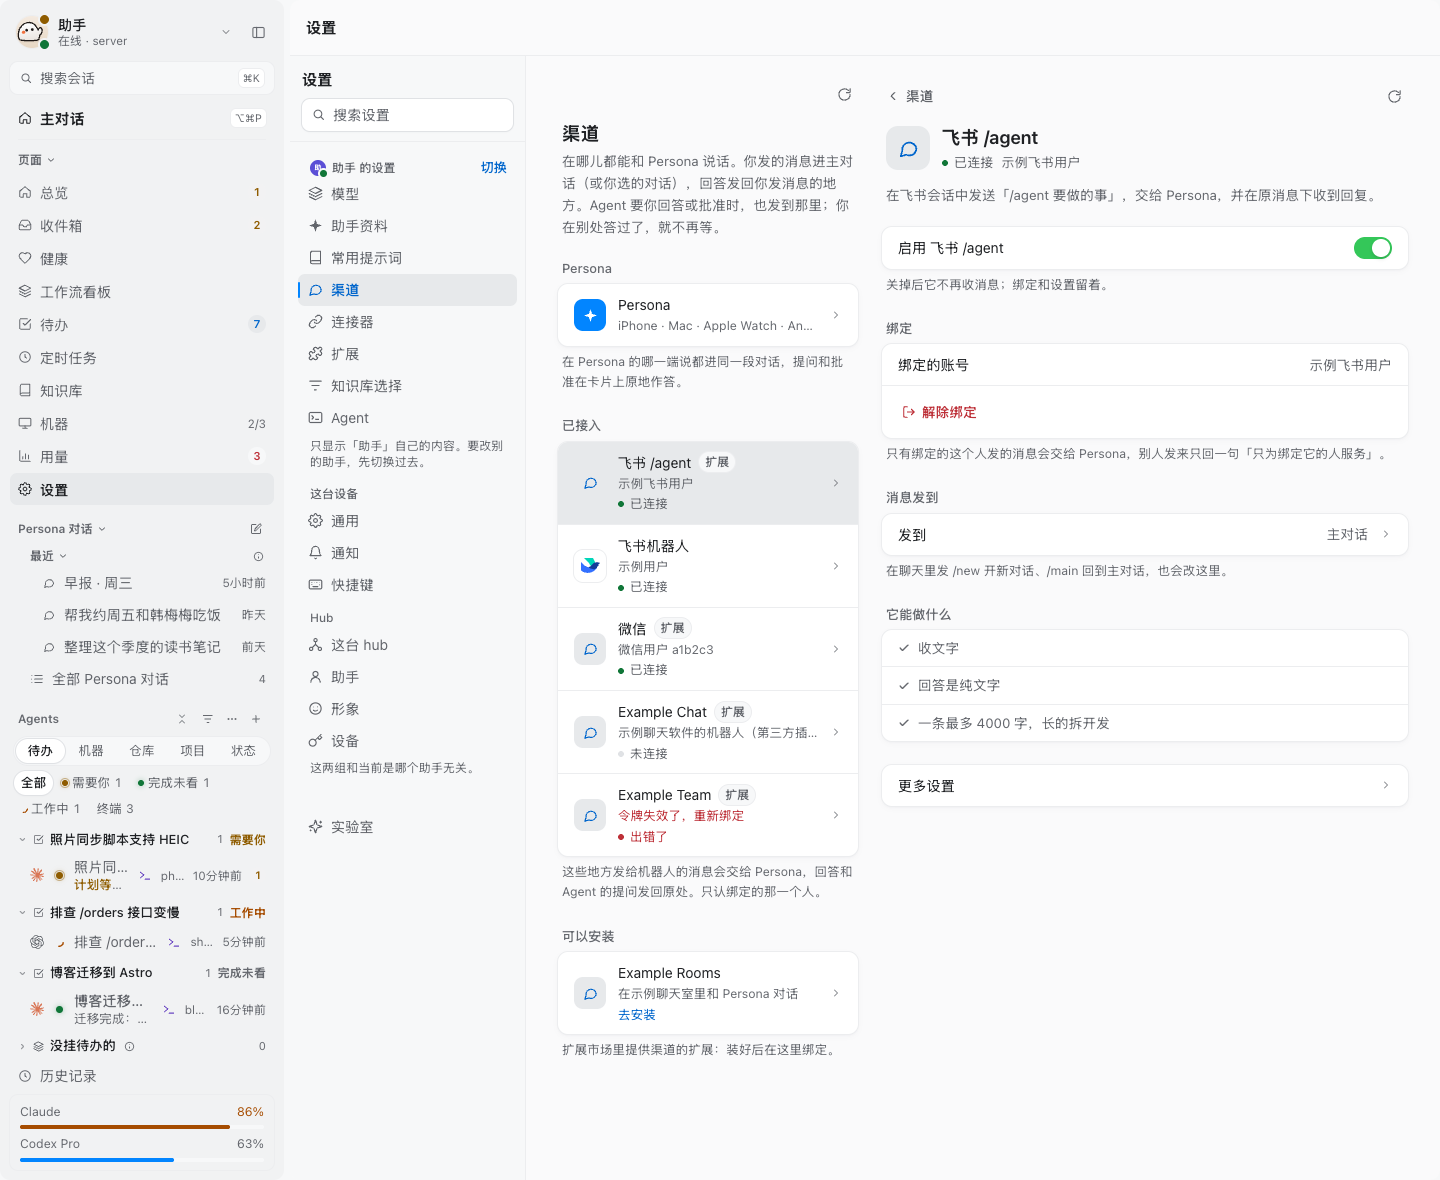 助手
在线 · server
搜索会话
⌘K
主对话
⌥⌘P
页面
总览
1
收件箱
2
健康
工作流看板
待办
7
定时任务
知识库
机器
2/3
用量
3
设置
Persona 对话
最近
早报 · 周三
5小时前
帮我约周五和韩梅梅吃饭
昨天
整理这个季度的读书笔记
前天
全部 Persona 对话
4
Agents
待办
机器
仓库
项目
状态
全部
需要你 1
完成未看 1
工作中 1
终端 3
照片同步脚本支持 HEIC
1 需要你
照片同...
计划等...
ph...
10分钟前
1
排查 /orders 接口变慢
1 工作中
排查 /order...
sh...
5分钟前
博客迁移到 Astro
1 完成未看
博客迁移...
迁移完成：...
bl...
16分钟前
没挂待办的
0
历史记录
Claude
86%
Codex Pro
63%
设置
设置
搜索设置
助手 的设置
切换
模型
助手资料
常用提示词
渠道
连接器
扩展
知识库选择
Agent
只显示「助手」自己的内容。要改别
的助手，先切换过去。
这台设备
通用
通知
快捷键
Hub
这台 hub
助手
形象
设备
这两组和当前是哪个助手无关。
实验室
渠道
在哪儿都能和 Persona 说话。你发的消息进主对
话（或你选的对话），回答发回你发消息的地
方。Agent 要你回答或批准时，也发到那里；你
在别处答过了，就不再等。
Persona
Persona
iPhone · Mac · Apple Watch · An...
在 Persona 的哪一端说都进同一段对话，提问和批
准在卡片上原地作答。
已接入
飞书 /agent
扩展
示例飞书用户
已连接
飞书机器人
示例用户
已连接
微信
扩展
微信用户 a1b2c3
已连接
Example Chat
扩展
示例聊天软件的机器人（第三方插...
未连接
Example Team
扩展
令牌失效了，重新绑定
出错了
这些地方发给机器人的消息会交给 Persona，回答和
Agent 的提问发回原处。只认绑定的那一个人。
可以安装
Example Rooms
在示例聊天室里和 Persona 对话
去安装
扩展市场里提供渠道的扩展：装好后在这里绑定。
渠道
飞书 /agent
已连接 示例飞书用户
在飞书会话中发送「/agent 要做的事」，交给 Persona，并在原消息下收到回复。
启用 飞书 /agent
关掉后它不再收消息；绑定和设置留着。
绑定
绑定的账号
示例飞书用户
解除绑定
只有绑定的这个人发的消息会交给 Persona，别人发来只回一句「只为绑定它的人服务」。
消息发到
发到
主对话
在聊天里发 /new 开新对话、/main 回到主对话，也会改这里。
它能做什么
收文字
回答是纯文字
一条最多 4000 字，长的拆开发
更多设置